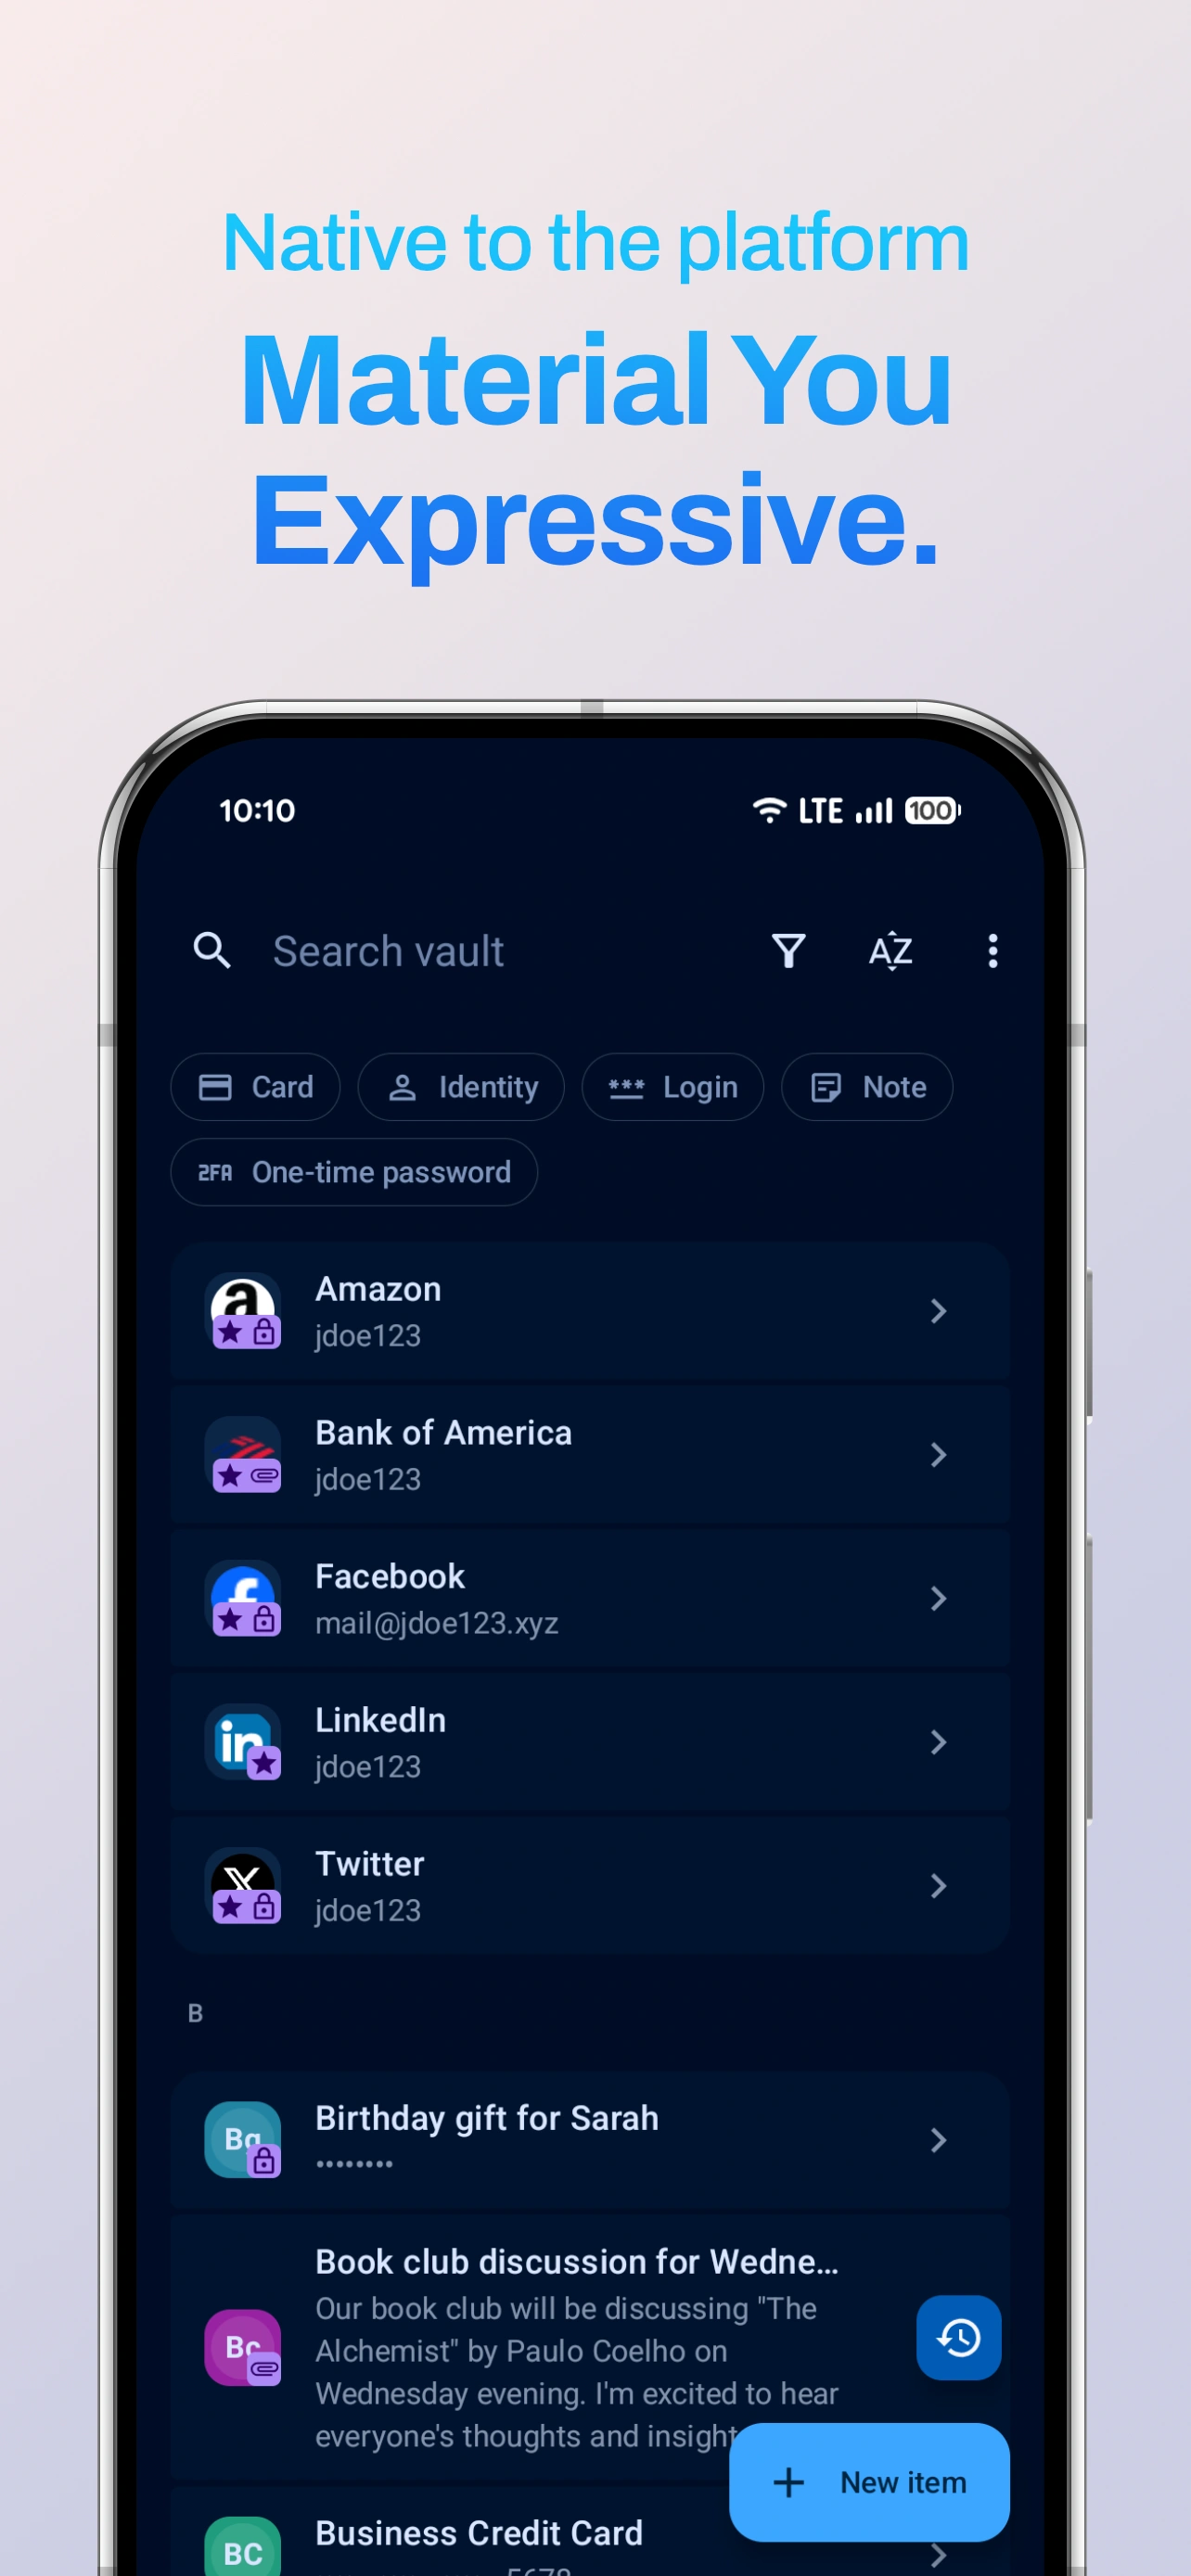 Native to the platform
Material You
Expressive.
10:10
LTE
100
Search vault
AZ
Card
Identity
*** Login
Note
2FA One-time password
a
Amazon
jdoe123
Bank of America
jdoe123
f
Facebook
mail@jdoe123.xyz
in
LinkedIn
jdoe123
X
Twitter
jdoe123
B
Bg
Birthday gift for Sarah
••••••••
Book club discussion for Wedne...
Our book club will be discussing "The
Alchemist" by Paulo Coelho on
Bc
Wednesday evening. I'm excited to hear
everyone's thoughts and insight
New item
BC
Business Credit Card
5678